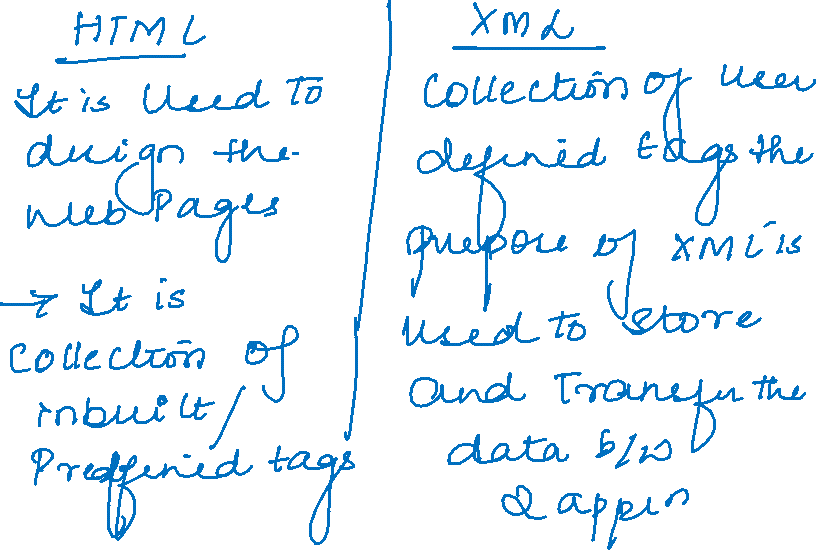 HTML
It is Used To
design the
Web Pages
→ It is
Collection of
inbuilt/
Predefined tags
XML
Collection of user
defined tags the
purpose of XML is
Used to store
and Transfer the
data b/w
2 appln